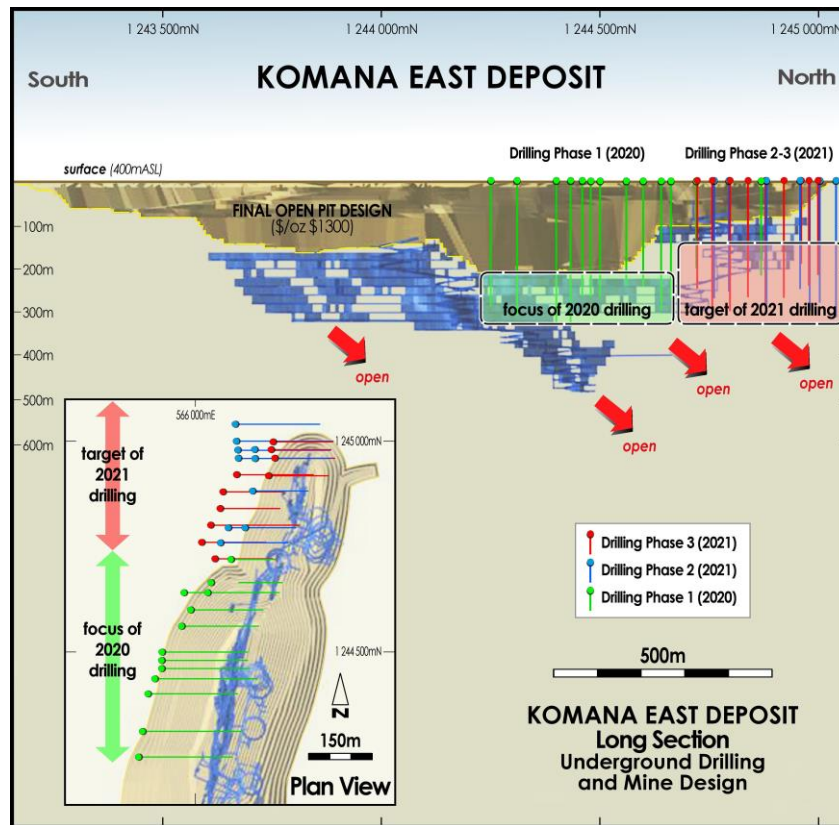 1 243 500mN
1 244 000mN
1 244 500mN
1 245 000mN
South
KOMANA EAST DEPOSIT
North
Drilling Phase 1 (2020)
Drilling Phase 2-3 (2021)
surface (400mASL)
FINAL OPEN PIT DESIGN
($/oz $1300)
100m
200m
300m
400m
500m
600m
focus of 2020 drilling
target of 2021 drilling
open
open
open
open
566 000mE
1 245 000mN
target of
2021
drilling
focus of
2020
drilling
1 244 500mN
N
150m
Plan View
Drilling Phase 3 (2021)
Drilling Phase 2 (2021)
Drilling Phase 1 (2020)
500m
KOMANA EAST DEPOSIT
Long Section
Underground Drilling
and Mine Design